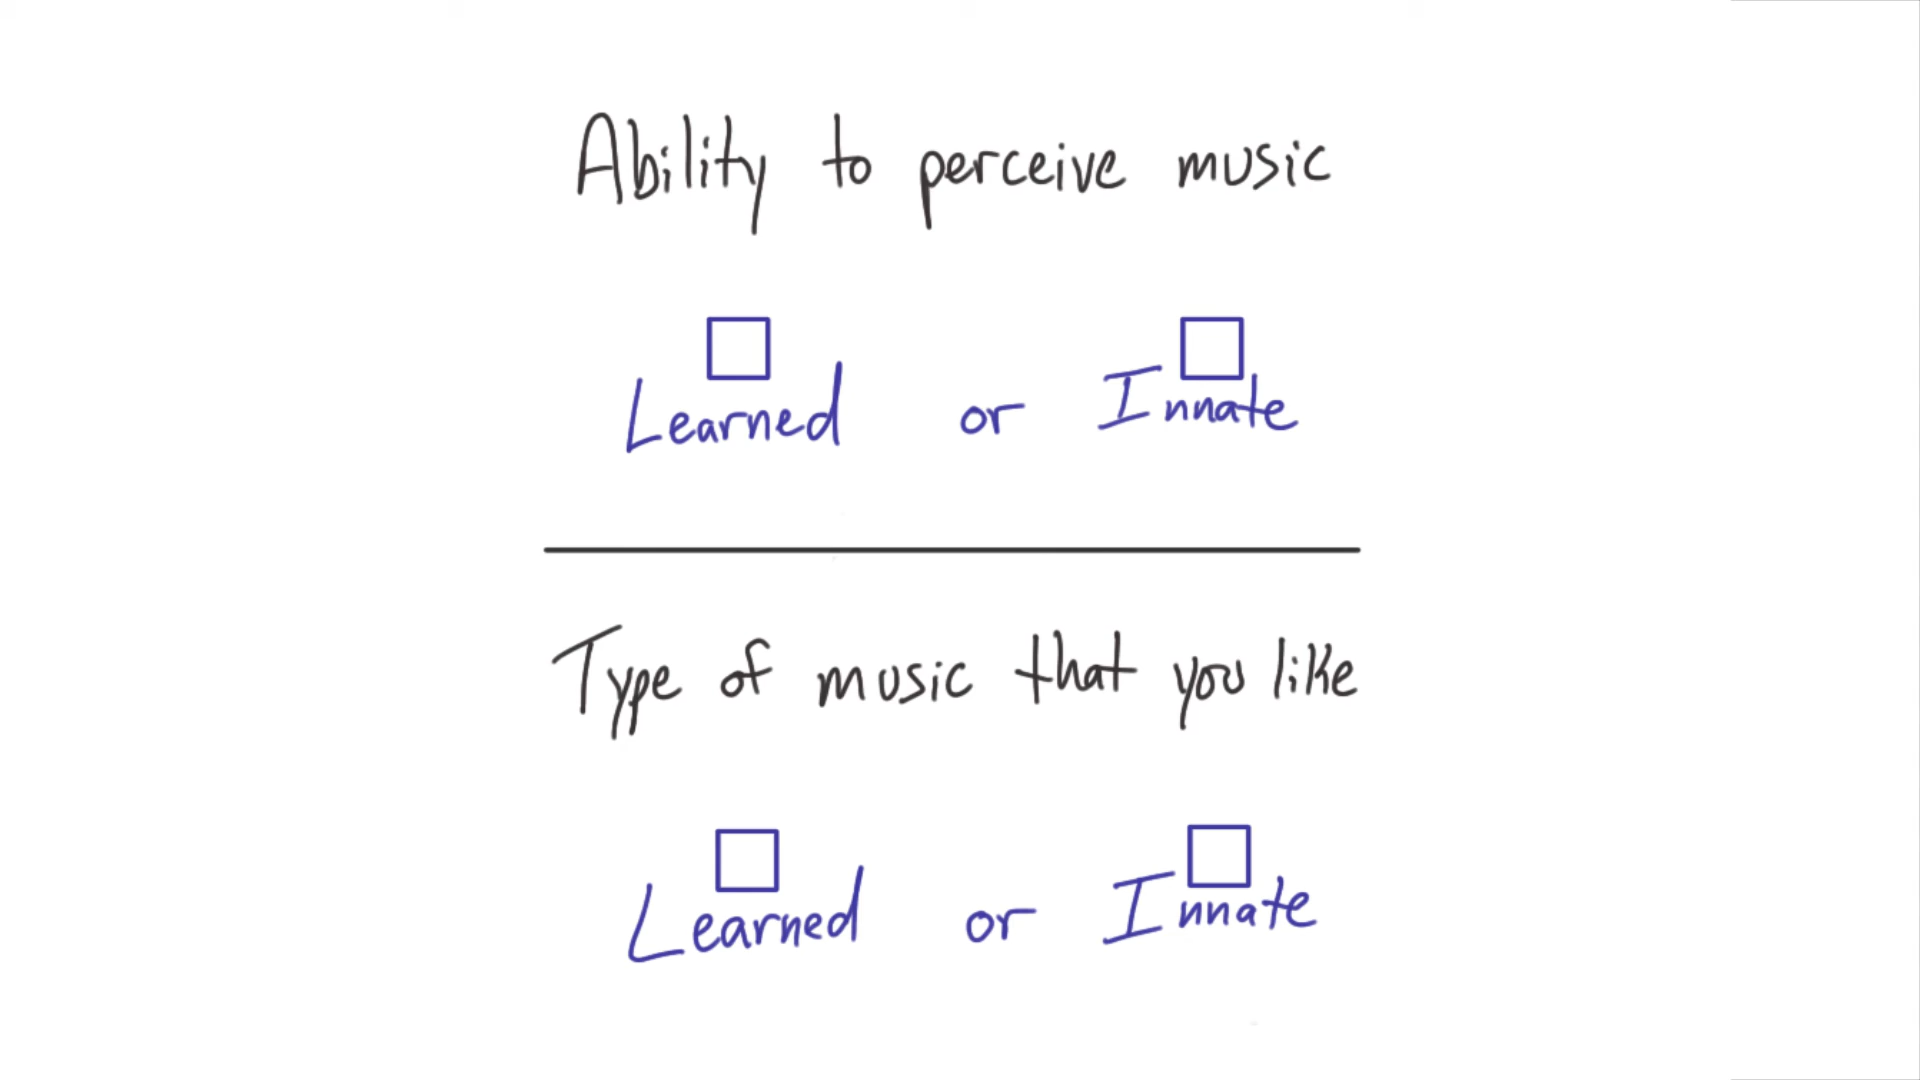 Ability to perceive music
Learned or Innate
Type of music that you like
Learned or Innate